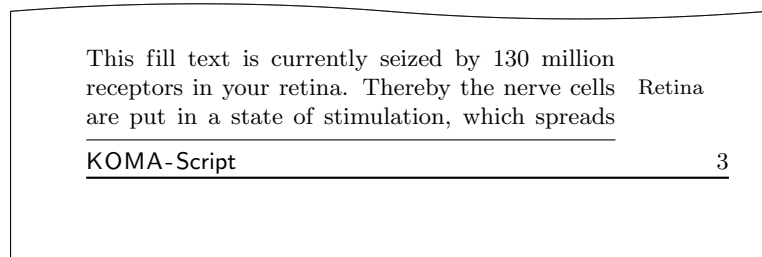 This fill text is currently seized by 130 million
receptors in your retina. Thereby the nerve cells Retina
are put in a state of stimulation, which spreads
KOMA-Script 3